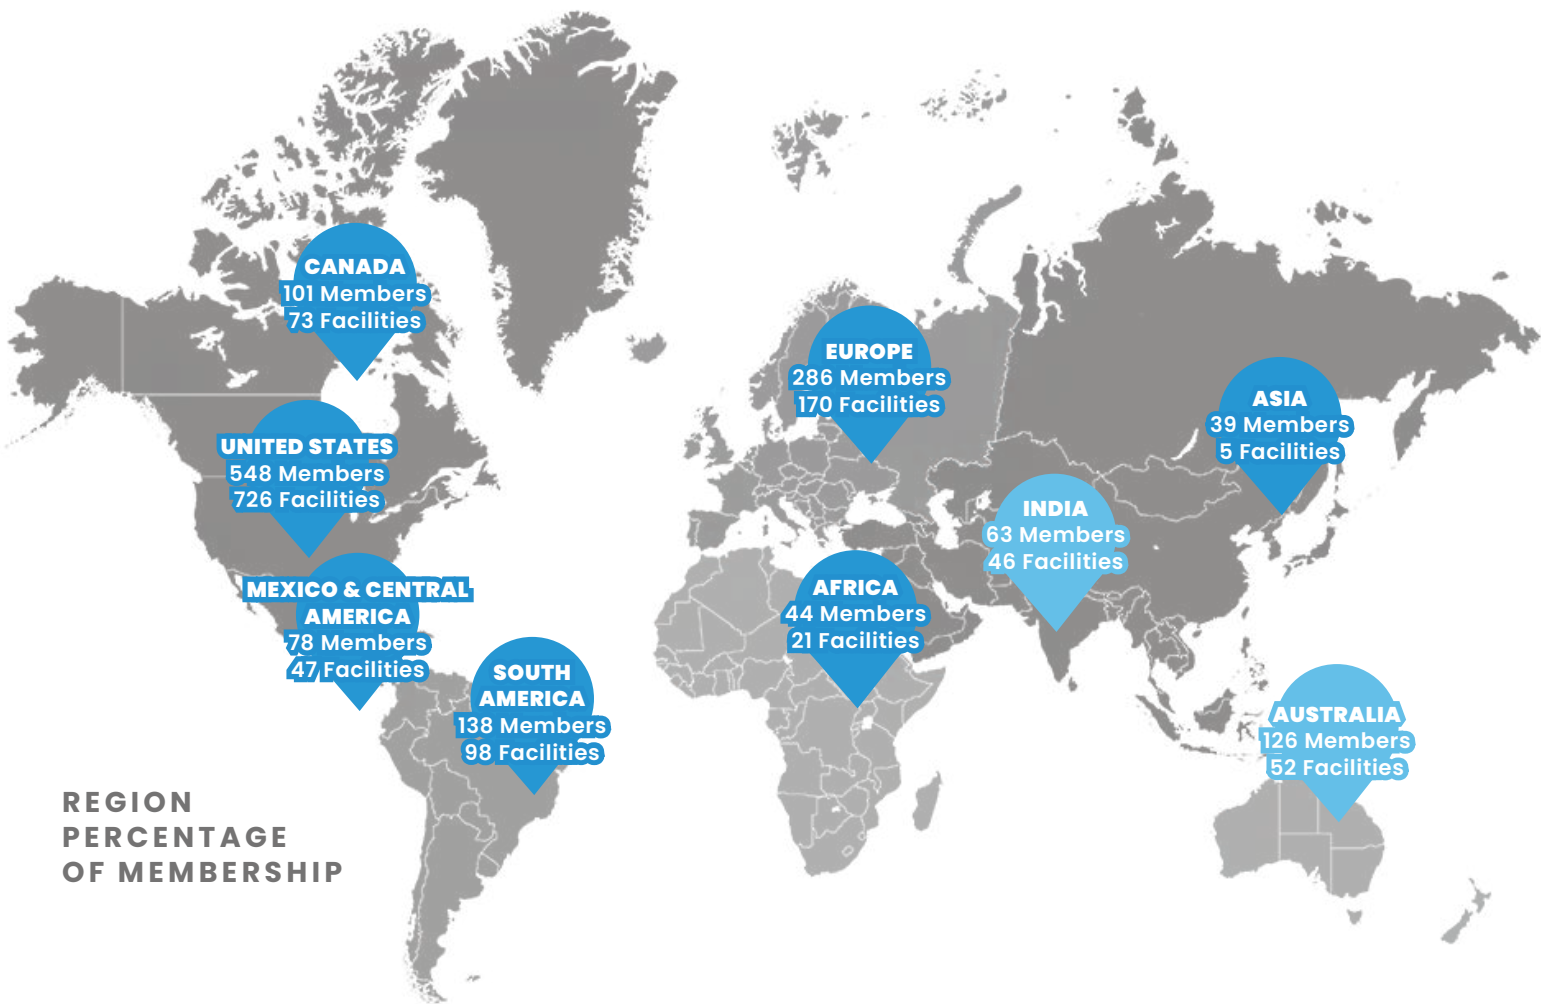 CANADA
101 Members
73 Facilities
EUROPE
286 Members
170 Facilities
ASIA
39 Members
5 Facilities
UNITED STATES
548 Members
726 Facilities
INDIA
63 Members
46 Facilities
MEXICO & CENTRAL
AMERICA
78 Members
47 Facilities
AFRICA
44 Members
21 Facilities
SOUTH
AMERICA
138 Members
98 Facilities
AUSTRALIA
126 Members
52 Facilities
REGION
PERCENTAGE
OF MEMBERSHIP